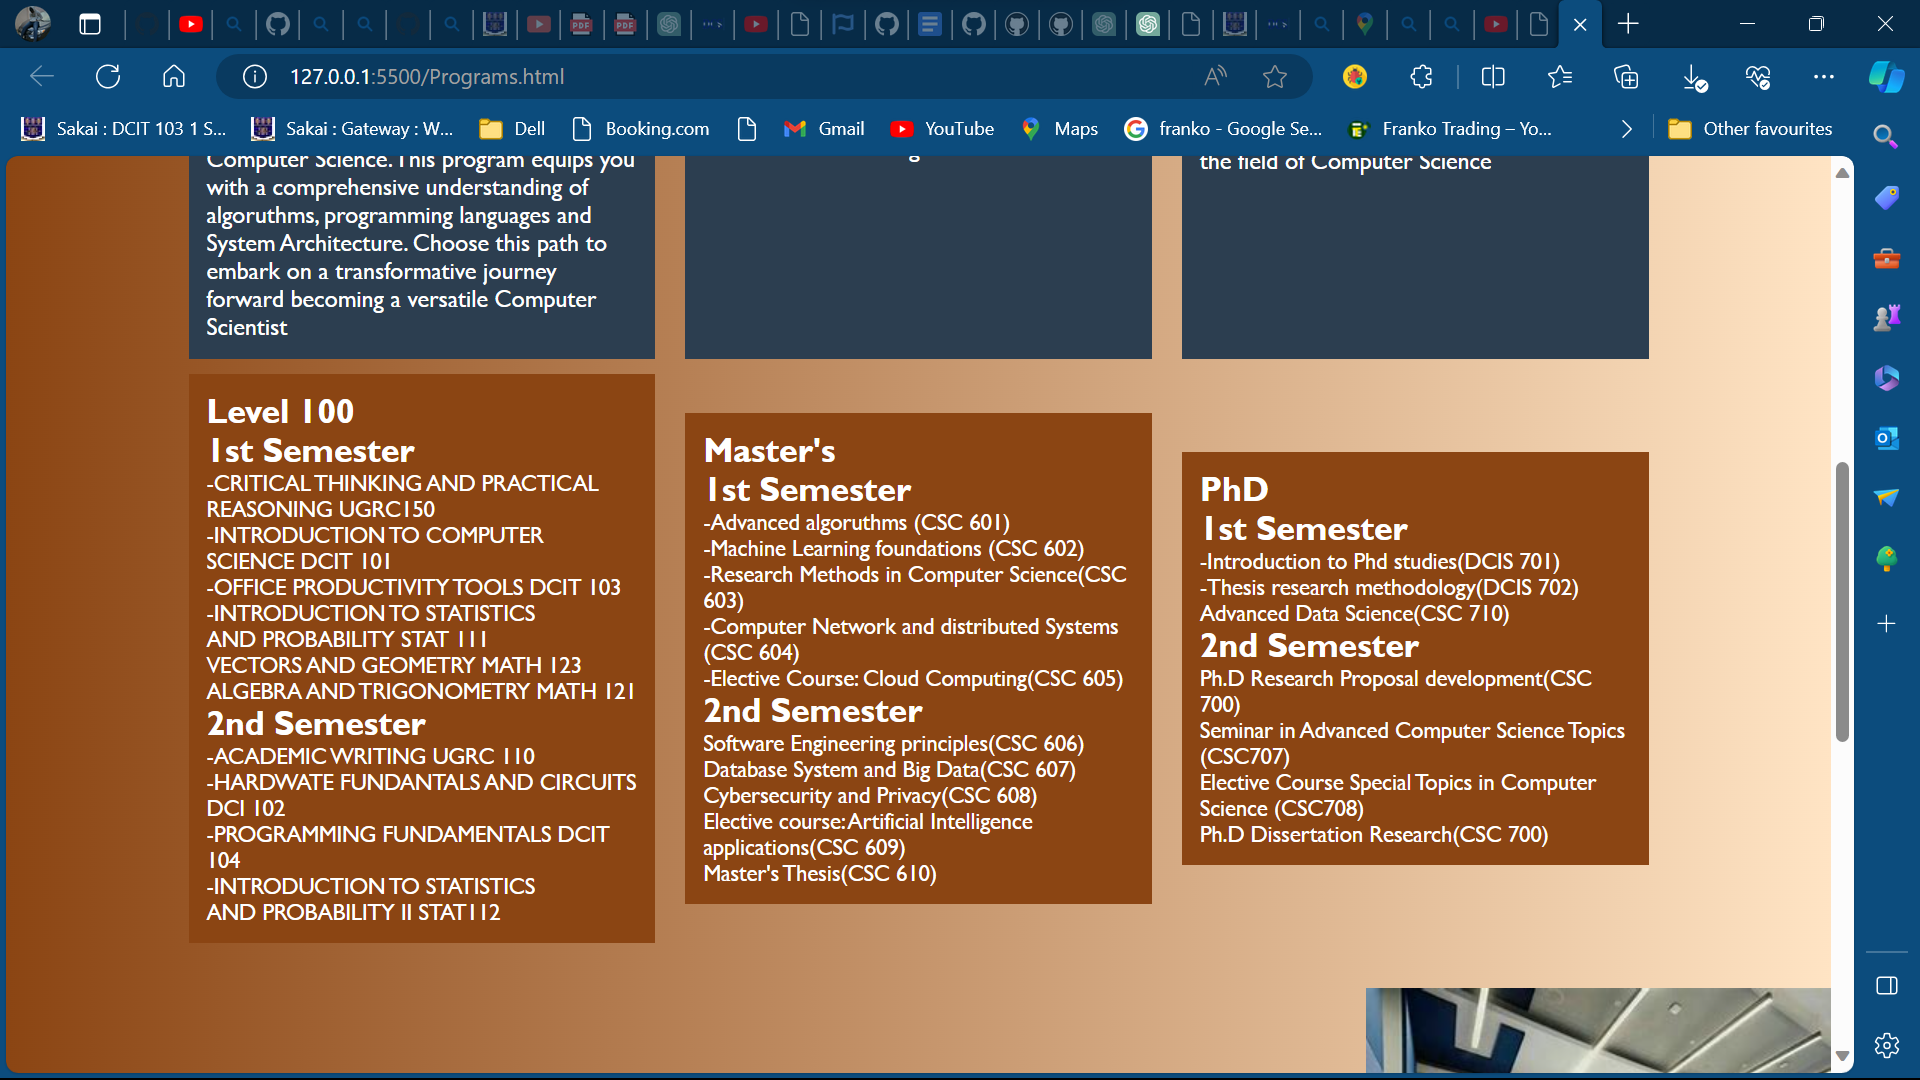 127.0.0.1:5500/Programs.html
Sakai : DCIT 103 1 S...
Sakai : Gateway : W...
Dell
Booking.com
Gmail
YouTube
Maps
franko - Google Se...
Franko Trading – Yo...
Other favourites
Computer Science. This program equips you
with a comprehensive understanding of
algoruthms, programming languages and
System Architecture. Choose this path to
embark on a transformative journey
forward becoming a versatile Computer
Scientist
the field of Computer Science
Level 100
1st Semester
-CRITICAL THINKING AND PRACTICAL
REASONING UGRC150
-INTRODUCTION TO COMPUTER
SCIENCE DCIT 101
-OFFICE PRODUCTIVITY TOOLS DCIT 103
-INTRODUCTION TO STATISTICS
AND PROBABILITY STAT 111
VECTORS AND GEOMETRY MATH 123
ALGEBRA AND TRIGONOMETRY MATH 121
2nd Semester
-ACADEMIC WRITING UGRC 110
-HARDWATE FUNDANTALS AND CIRCUITS
DCI 102
-PROGRAMMING FUNDAMENTALS DCIT
104
-INTRODUCTION TO STATISTICS
AND PROBABILITY II STAT112
Master's
1st Semester
-Advanced algoruthms (CSC 601)
-Machine Learning foundations (CSC 602)
-Research Methods in Computer Science(CSC
603)
-Computer Network and distributed Systems
(CSC 604)
-Elective Course: Cloud Computing(CSC 605)
2nd Semester
Software Engineering principles(CSC 606)
Database System and Big Data(CSC 607)
Cybersecurity and Privacy(CSC 608)
Elective course:Artificial Intelligence
applications(CSC 609)
Master's Thesis(CSC 610)
PhD
1st Semester
-Introduction to Phd studies(DCIS 701)
-Thesis research methodology(DCIS 702)
Advanced Data Science(CSC 710)
2nd Semester
Ph.D Research Proposal development(CSC
700)
Seminar in Advanced Computer Science Topics
(CSC707)
Elective Course Special Topics in Computer
Science (CSC708)
Ph.D Dissertation Research(CSC 700)